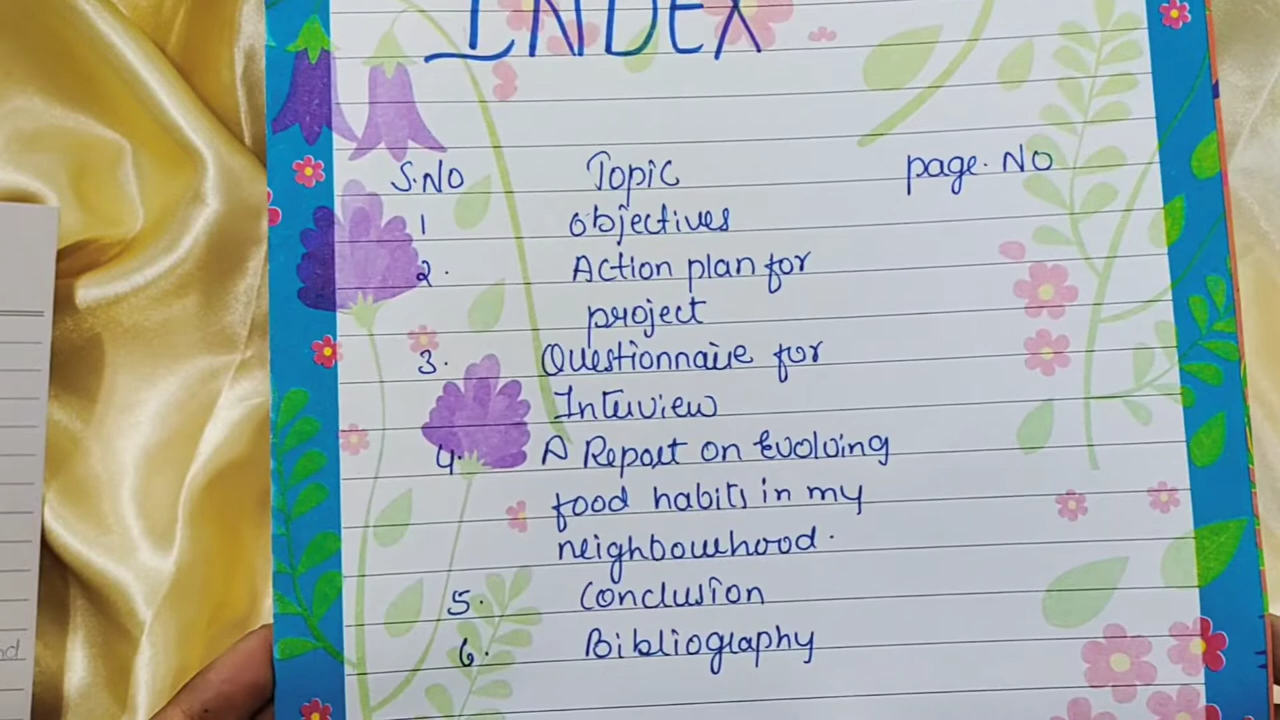 INDEX
S.No Topic page. No
1 Objectives
2. Action plan for
project
3. Questionnaire for
Interview
4. A Report on Evolving
food habits in my
neighbourhood.
5. Conclusion
6. Bibliography
nd